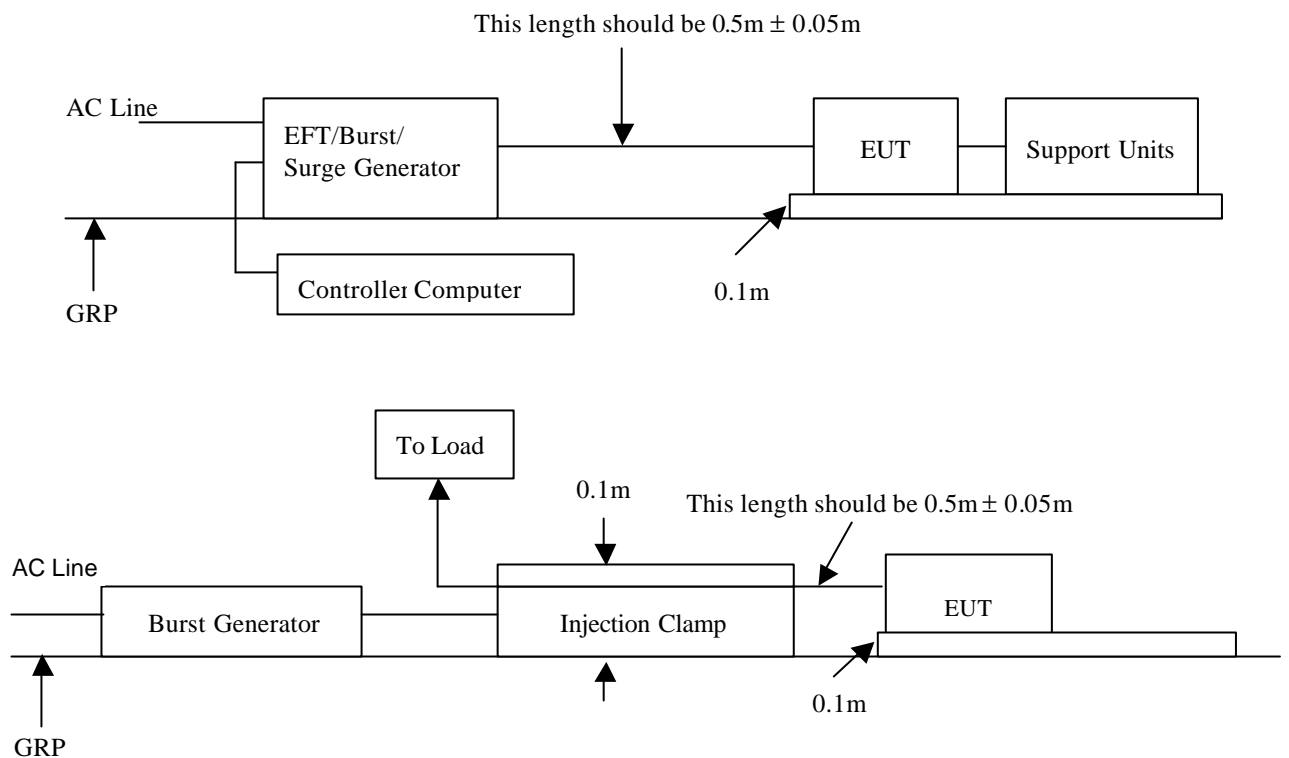 This length should be 0.5m ± 0.05m
AC Line
EFT/Burst/
Surge Generator
EUT
Support Units
Controller Computer
0.1m
GRP
To Load
0.1m
This length should be 0.5m ± 0.05m
AC Line
Burst Generator
Injection Clamp
EUT
0.1m
GRP